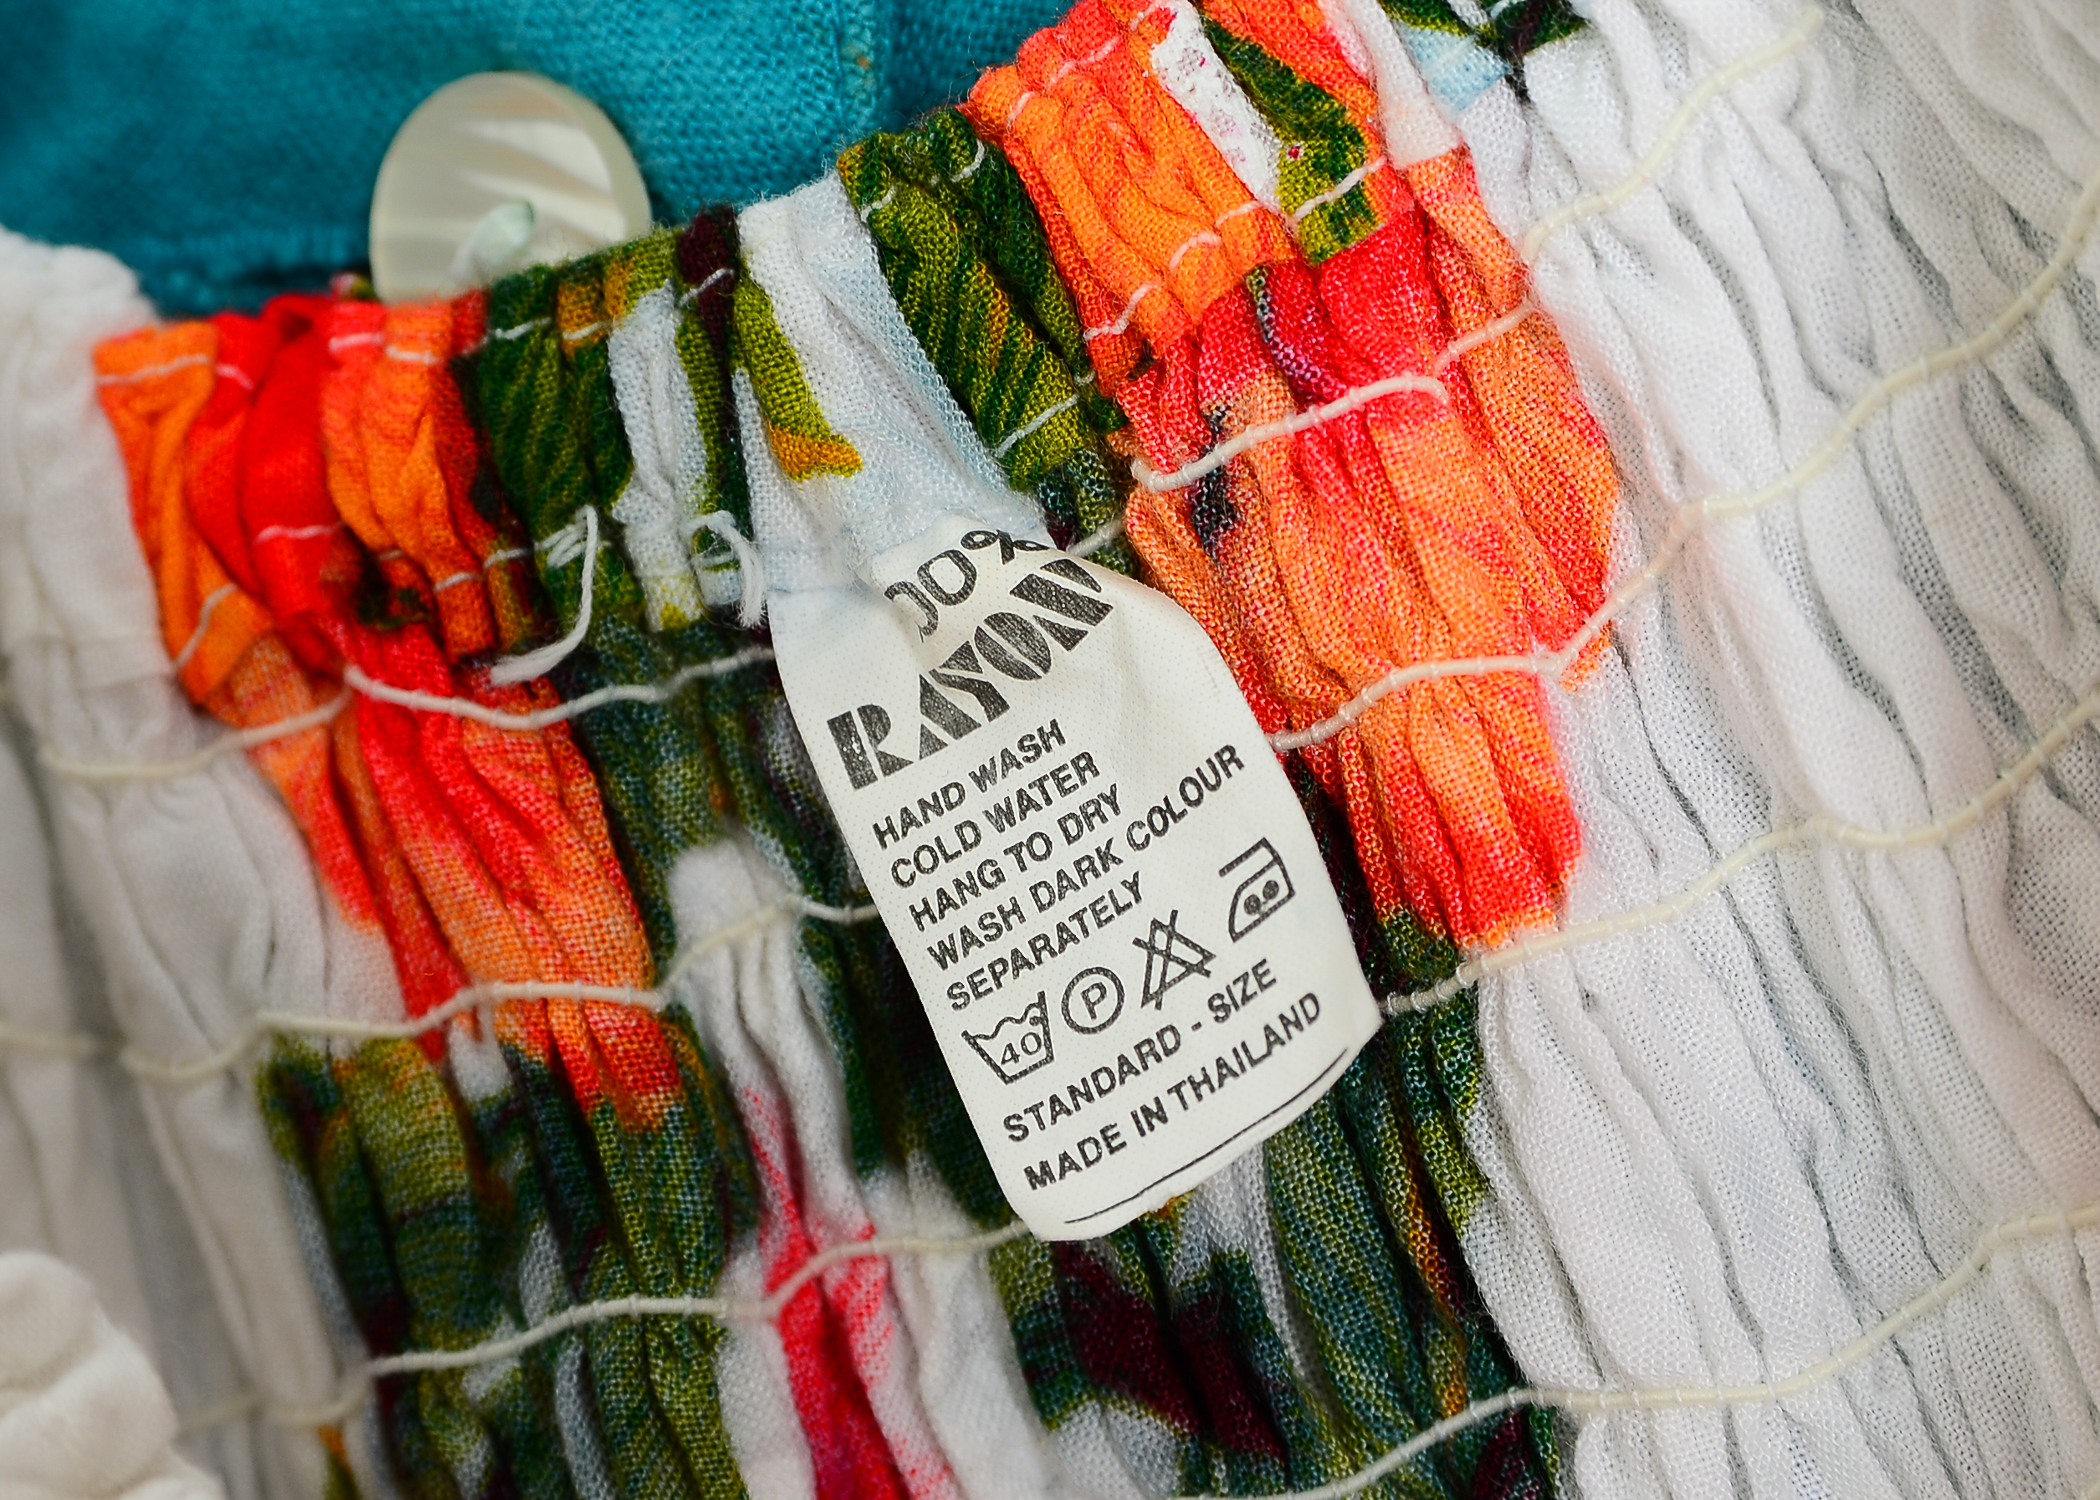 00%
RAYON
HAND WASH
COLD WATER
HANG TO DRY
WASH DARK COLOUR
SEPARATELY
40 P
STANDARD - SIZE
MADE IN THAILAND